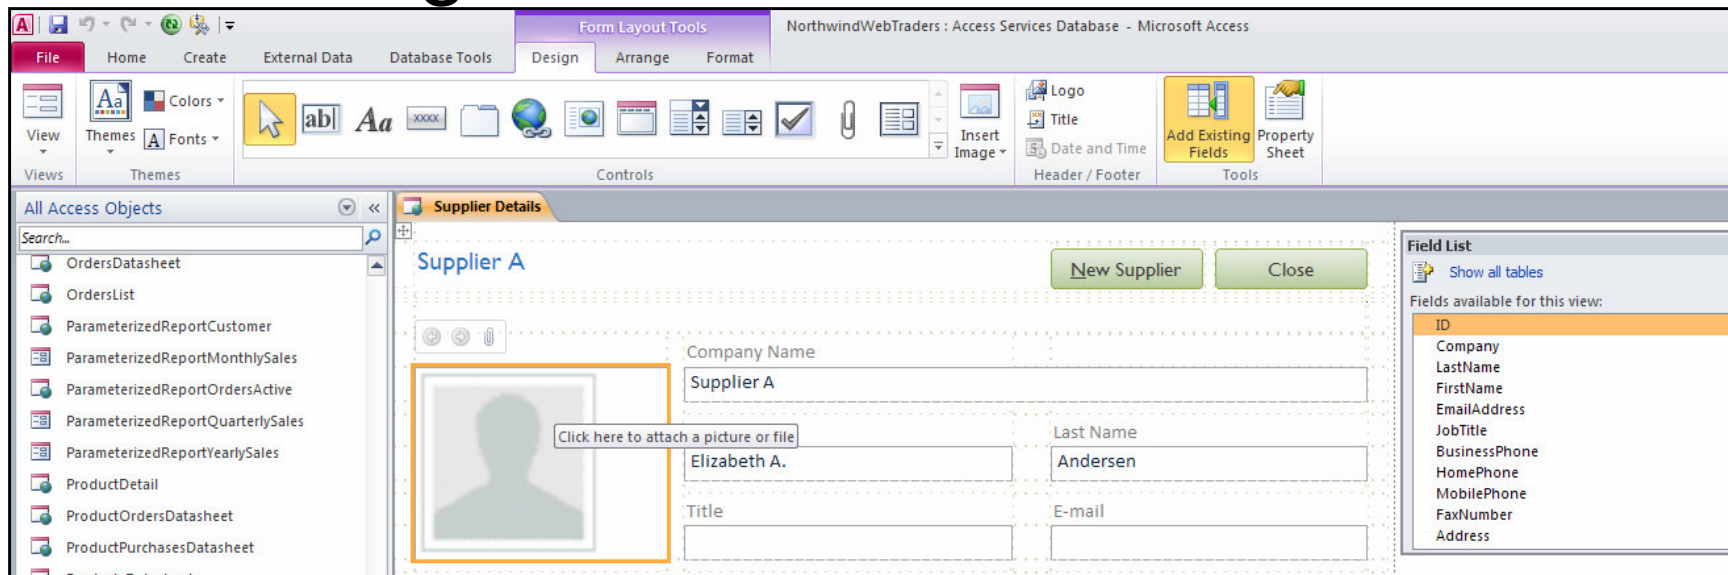 Form Layout Tools
NorthwindWebTraders : Access Services Database - Microsoft Access
File Home Create External Data Database Tools Design Arrange Format
View
Themes
Aa
Colors
A Fonts
ab|
Aa
XXXX
Insert
Image
Logo
Title
Date and Time
Add Existing
Fields
Property
Sheet
Views Themes Controls Header / Footer Tools
All Access Objects
Search...
OrdersDatasheet
OrdersList
ParameterizedReportCustomer
ParameterizedReportMonthlySales
ParameterizedReportOrdersActive
ParameterizedReportQuarterlySales
ParameterizedReportYearlySales
ProductDetail
ProductOrdersDatasheet
ProductPurchasesDatasheet
Supplier Details
Supplier A
New Supplier Close
Company Name
Supplier A
Click here to attach a picture or file
Last Name
Elizabeth A. Andersen
Title E-mail
Field List
Show all tables
Fields available for this view:
ID
Company
LastName
FirstName
EmailAddress
JobTitle
BusinessPhone
HomePhone
MobilePhone
FaxNumber
Address